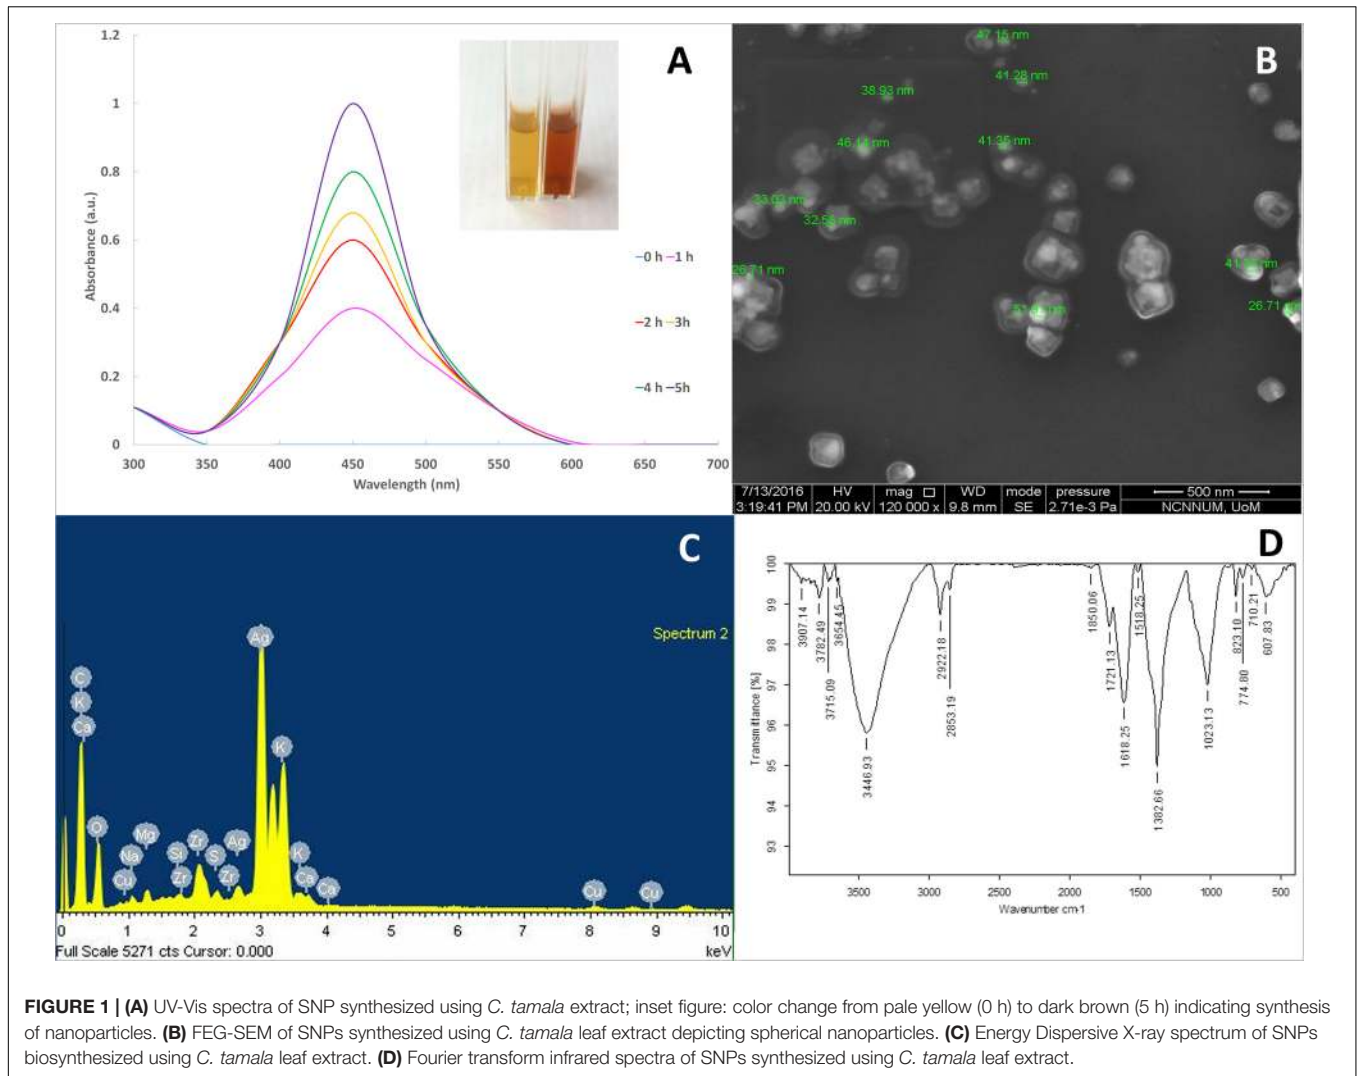 A
1.2
1
0.8
0.6
0.4
0.2
0
Absorbance (a.u.)
300 350 400 450 500 550 600 650 700
Wavelength (nm)
0 h 1 h
2 h 3h
4 h 5h
B
47.15 nm
41.28 nm
38.93 nm
46.14 nm
41.35 nm
32.55 nm
26.71 nm
26.71 nm
7/13/2016 HV mag WD mode pressure 500 nm
3:19:41 PM 20.00 kV 120 000 x 9.8 mm SE 2.71e-3 Pa NCNNUM, UoM
C
Spectrum 2
Ag
C
K
Ca
K
O
Mg
Na
Cu
Si
Zr
Zr
S
Ag
Zr
K
Ca
Ca
Cu
Cu
0 1 2 3 4 5 6 7 8 9 10
Full Scale 5271 cts Cursor: 0.000 keV
D
100
99
98
97
96
95
94
93
Transmittance [%]
3907.14
3782.49
3715.09
3654.45
3446.93
2922.18
2853.19
1850.06
1721.13
1618.25
1518.25
1382.66
1023.13
823.10
774.80
710.21
607.83
3500 3000 2500 2000 1500 1000 500
Wavenumber cm-1
FIGURE 1 | (A) UV-Vis spectra of SNP synthesized using C. tamala extract; inset figure: color change from pale yellow (0 h) to dark brown (5 h) indicating synthesis
of nanoparticles. (B) FEG-SEM of SNPs synthesized using C. tamala leaf extract depicting spherical nanoparticles. (C) Energy Dispersive X-ray spectrum of SNPs
biosynthesized using C. tamala leaf extract. (D) Fourier transform infrared spectra of SNPs synthesized using C. tamala leaf extract.